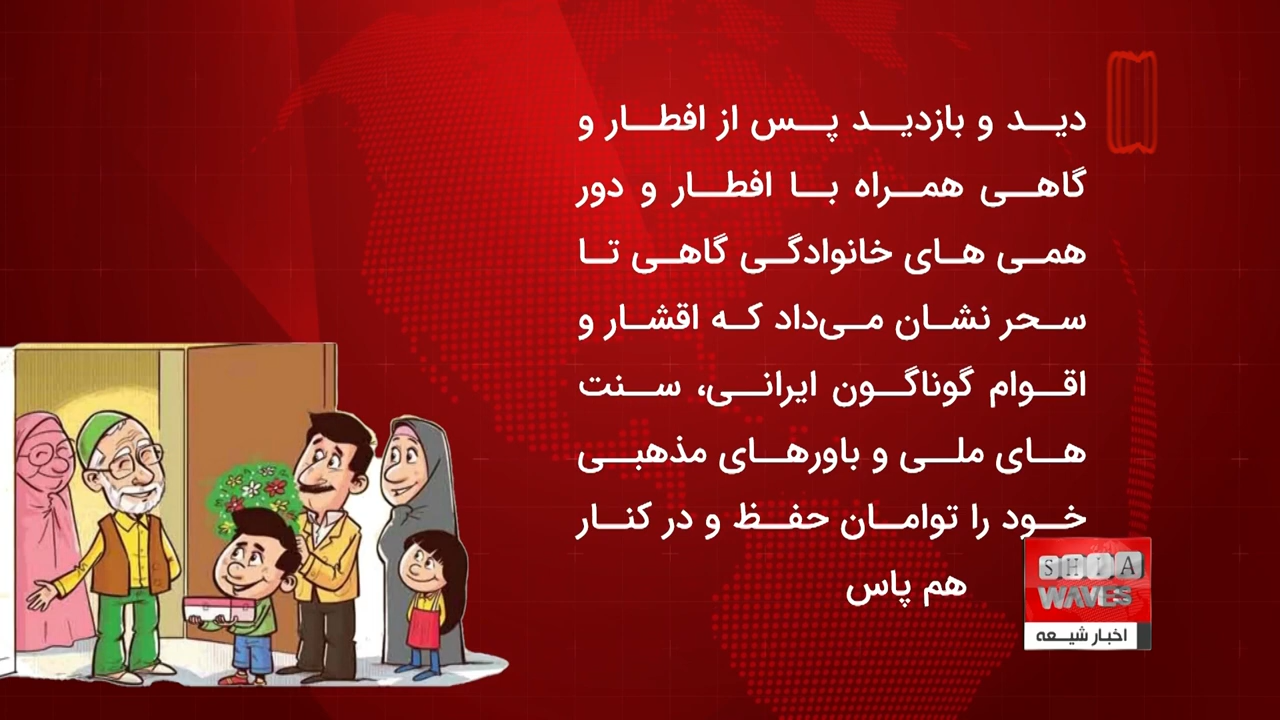 دید و بازدید پس از افطار و
گاهی همراه با افطار و دور
همی های خانوادگی گاهی تا
سحر نشان می‌داد که اقشار و
اقوام گوناگون ایرانی، سنت
های ملی و باورهای مذهبی
خود را توامان حفظ و در کنار
هم پاس
SHIA
WAVES
اخبار شیعه